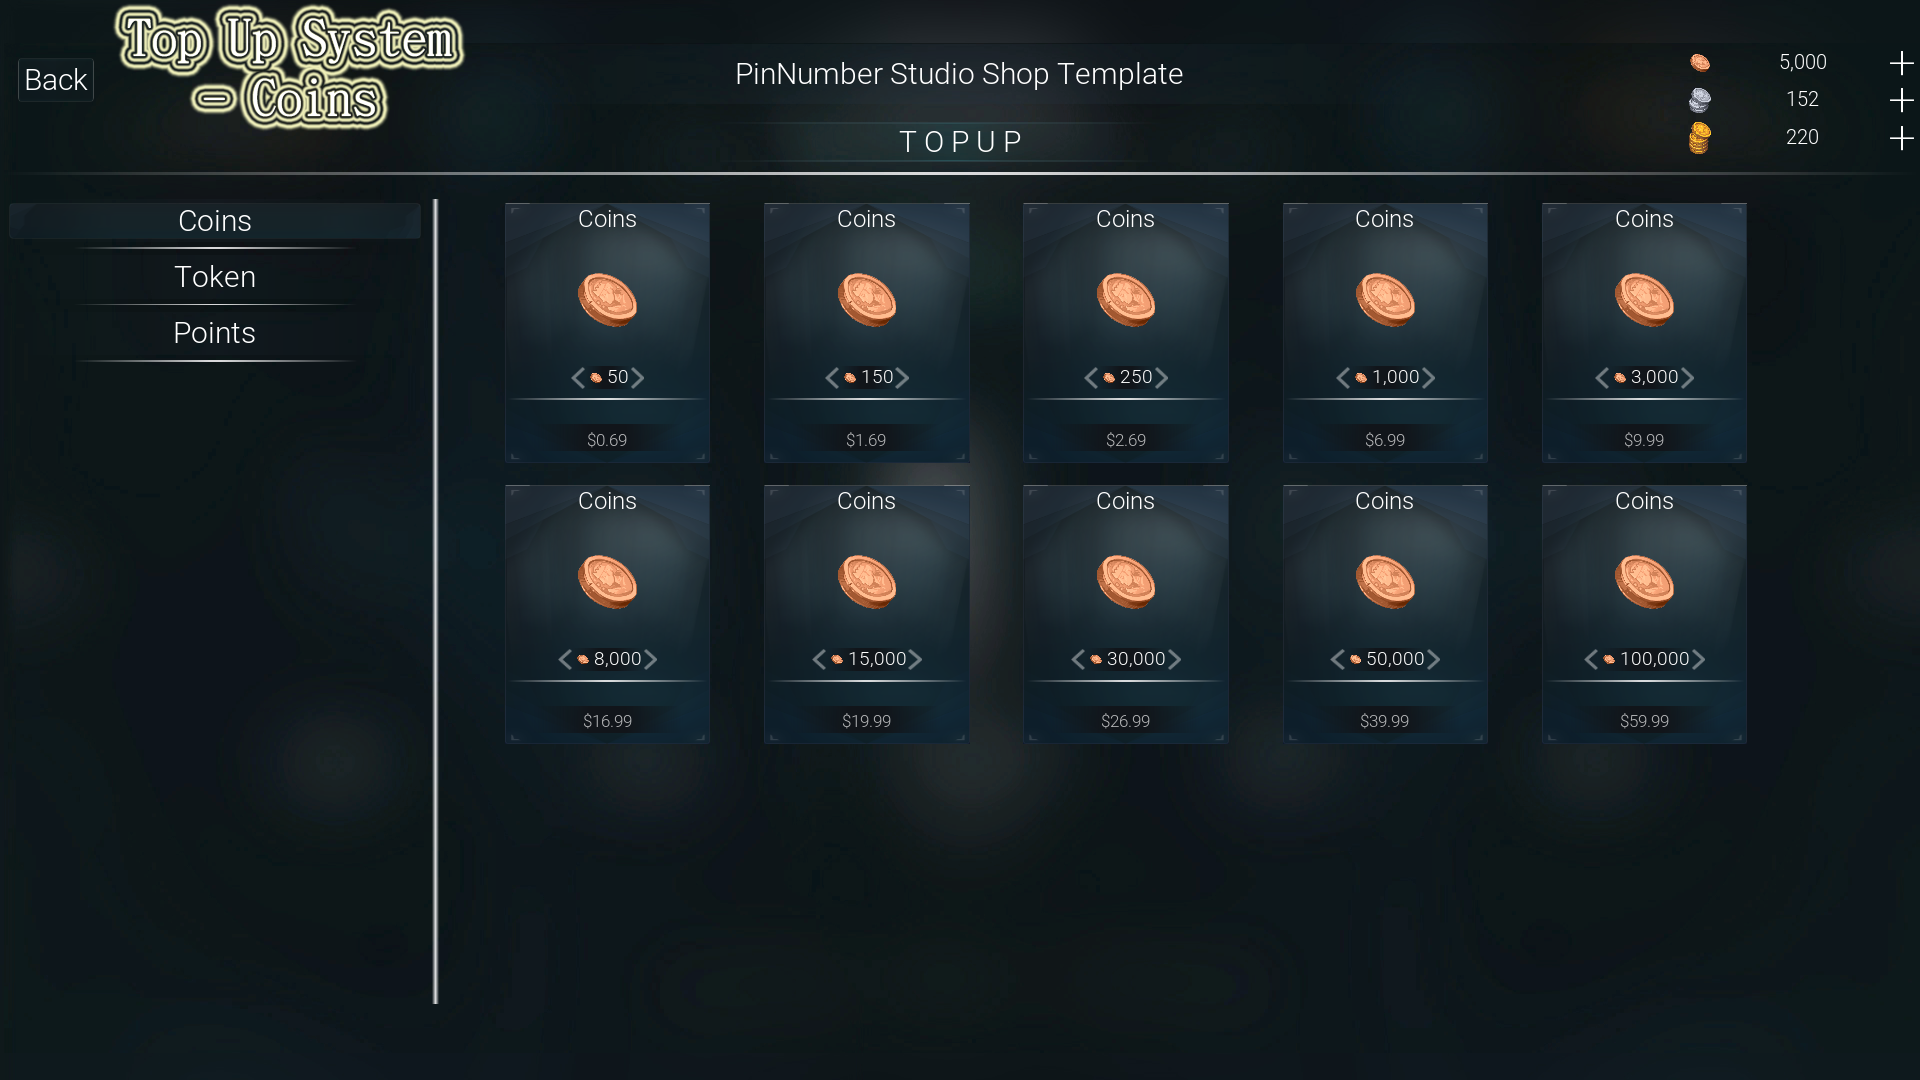 Top Up System
- Coins
Back
PinNumber Studio Shop Template
TOPUP
5,000
152
220
Coins
Token
Points
Coins Coins Coins Coins Coins
50 150 250 1,000 3,000
$0.69 $1.69 $2.69 $6.99 $9.99
Coins Coins Coins Coins Coins
8,000 15,000 30,000 50,000 100,000
$16.99 $19.99 $26.99 $39.99 $59.99